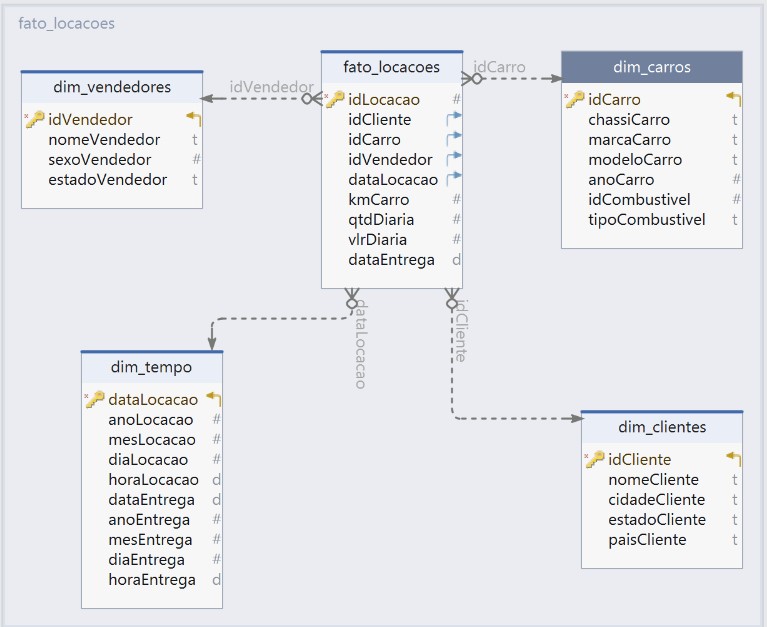 fato_locacoes
dim_vendedores
idVendedor
nomeVendedor t
sexoVendedor #
estadoVendedor t
idVendedor
fato_locacoes
idLocacao #
idCliente
idCarro
idVendedor
dataLocacao
kmCarro #
qtdDiaria #
vlrDiaria #
dataEntrega d
idCarro
dim_carros
idCarro
chassiCarro t
marcaCarro t
modeloCarro t
anoCarro #
idCombustivel #
tipoCombustivel t
dataLocacao
idCliente
dim_tempo
dataLocacao
anoLocacao #
mesLocacao #
diaLocacao #
horaLocacao d
dataEntrega d
anoEntrega #
mesEntrega #
diaEntrega #
horaEntrega d
dim_clientes
idCliente
nomeCliente t
cidadeCliente t
estadoCliente t
paisCliente t